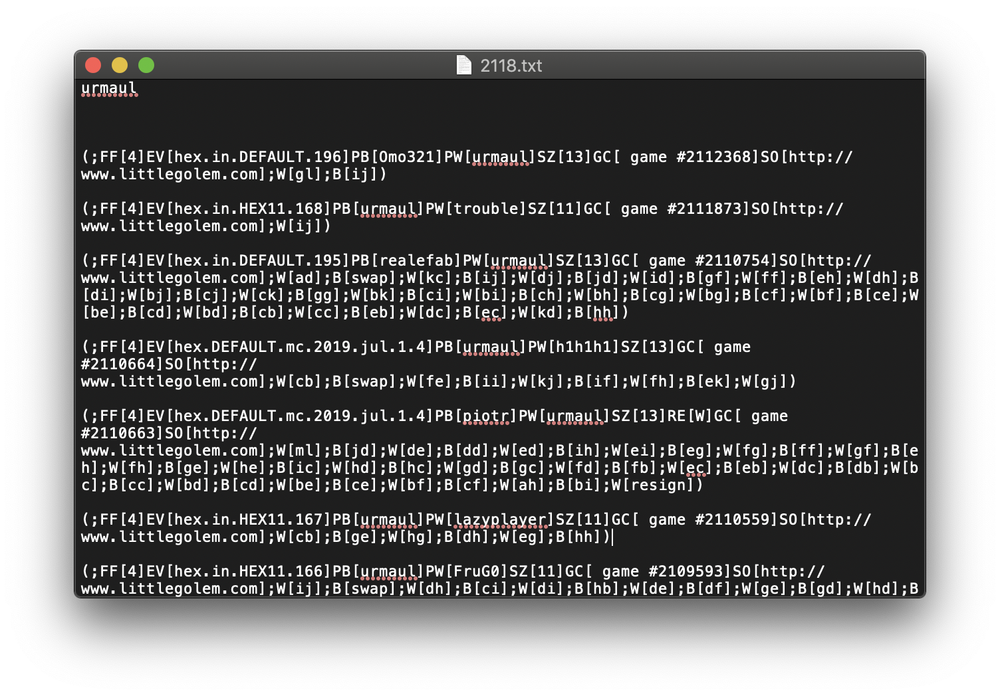 2118.txt
urmaul
(;FF[4]EV[hex.in.DEFAULT.196]PB[Omo321]PW[urmaul]SZ[13]GC[ game #2112368]SO[http://
www.littlegolem.com];W[gl];B[ij])
(;FF[4]EV[hex.in.HEX11.168]PB[urmaul]PW[trouble]SZ[11]GC[ game #2111873]SO[http://
www.littlegolem.com];W[ij])
(;FF[4]EV[hex.in.DEFAULT.195]PB[realefab]PW[urmaul]SZ[13]GC[ game #2110754]SO[http://
www.littlegolem.com];W[ad];B[swap];W[kc];B[ij];W[dj];B[jd];W[id];B[gf];W[ff];B[eh];W[dh];B
[di];W[bj];B[cj];W[ck];B[gg];W[bk];B[ci];W[bi];B[ch];W[bh];B[cg];W[bg];B[cf];W[bf];B[ce];W
[be];B[cd];W[bd];B[cb];W[cc];B[eb];W[dc];B[ec];W[kd];B[hh])
(;FF[4]EV[hex.DEFAULT.mc.2019.jul.1.4]PB[urmaul]PW[h1h1h1]SZ[13]GC[ game
#2110664]SO[http://
www.littlegolem.com];W[cb];B[swap];W[fe];B[ii];W[kj];B[if];W[fh];B[ek];W[gj])
(;FF[4]EV[hex.DEFAULT.mc.2019.jul.1.4]PB[piotr]PW[urmaul]SZ[13]RE[W]GC[ game
#2110663]SO[http://
www.littlegolem.com];W[ml];B[jd];W[de];B[dd];W[ed];B[ih];W[ei];B[eg];W[fg];B[ff];W[gf];B[e
h];W[fh];B[ge];W[he];B[ic];W[hd];B[hc];W[gd];B[gc];W[fd];B[fb];W[ec];B[eb];W[dc];B[db];W[b
c];B[cc];W[bd];B[cd];W[be];B[ce];W[bf];B[cf];W[ah];B[bi];W[resign])
(;FF[4]EV[hex.in.HEX11.167]PB[urmaul]PW[lazyplayer]SZ[11]GC[ game #2110559]SO[http://
www.littlegolem.com];W[cb];B[ge];W[hg];B[dh];W[eg];B[hh])
(;FF[4]EV[hex.in.HEX11.166]PB[urmaul]PW[FruG0]SZ[11]GC[ game #2109593]SO[http://
www.littlegolem.com];W[ij];B[swap];W[dh];B[ci];W[di];B[hb];W[de];B[df];W[ge];B[gd];W[hd];B